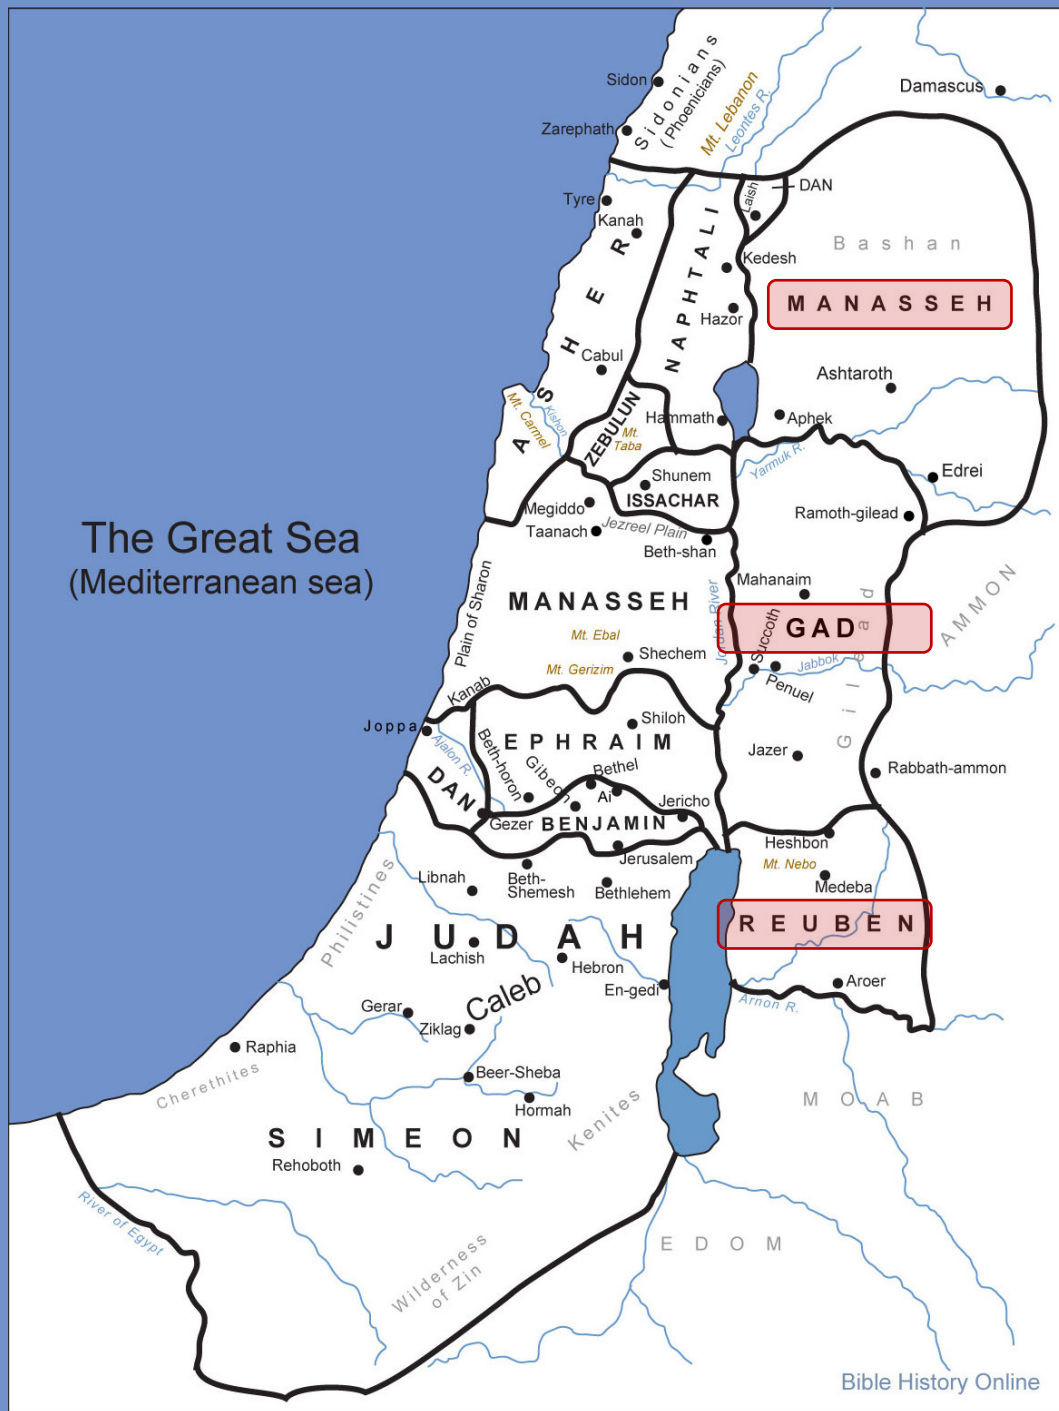 Sidon
Sidonians
(Phoenicians)
Mt. Lebanon
Leontes R.
Damascus
Zarephath
Tyre
Kanah
Laish
DAN
Bashan
ASHER
NAPHTALI
Kedesh
MANASSEH
Hazor
Cabul
Ashtaroth
Mt. Carmel
Kishon
ZEBULUN
Mt.
Taba
Hammath
Aphek
Yarmuk R.
Edrei
Shunem
ISSACHAR
Megiddo
Taanach
Jezreel Plain
Beth-shan
Ramoth-gilead
The Great Sea
(Mediterranean sea)
Plain of Sharon
MANASSEH
Jordan River
Mahanaim
GAD
Gilead
AMMON
Mt. Ebal
Mt. Gerizim
Shechem
Succoth
Jabbok
Penuel
Kanab
Joppa
Ajalon R.
Shiloh
EPHRAIM
Beth-horon
Gibeon
Bethel
Ai
Jazer
Rabbath-ammon
DAN
Gezer
BENJAMIN
Jericho
Jerusalem
Heshbon
Mt. Nebo
Medeba
Philistines
Libnah
Beth-
Shemesh
Bethlehem
REUBEN
JUDAH
Lachish
Hebron
En-gedi
Aroer
Arnon R.
Caleb
Gerar
Ziklag
Raphia
Cherethites
Beer-Sheba
Hormah
Kenites
MOAB
SIMEON
Rehoboth
River of Egypt
Wilderness
of Zin
EDOM
Bible History Online